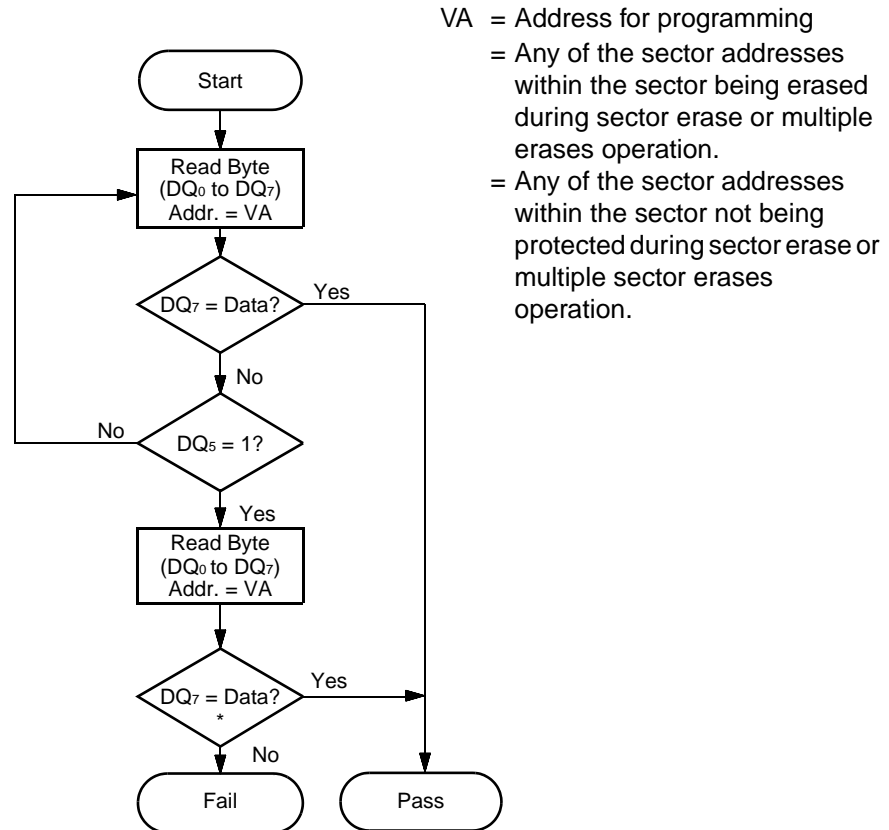 VA = Address for programming
= Any of the sector addresses
within the sector being erased
during sector erase or multiple
erases operation.
= Any of the sector addresses
within the sector not being
protected during sector erase or
multiple sector erases
operation.
Start
Read Byte
(DQ0 to DQ7)
Addr. = VA
DQ7 = Data?
Yes
No
DQ5 = 1?
No
Yes
Read Byte
(DQ0 to DQ7)
Addr. = VA
DQ7 = Data?
*
Yes
No
Fail
Pass